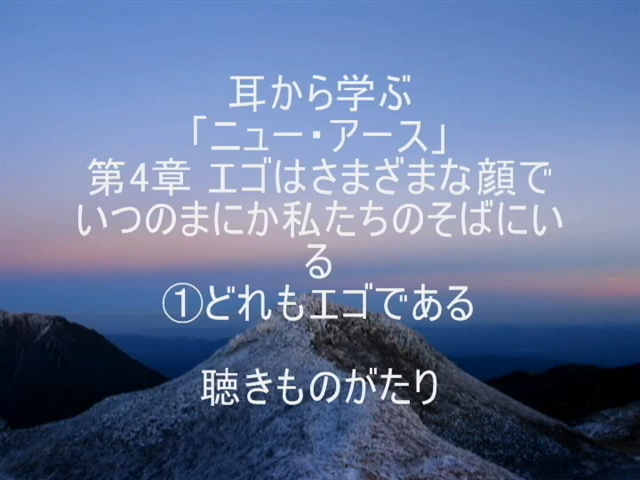 耳から学ぶ
「ニュー・アース」
第4章 エゴはさまざまな顔で
いつのまにか私たちのそばにい
る
①どれもエゴである
聴きものがたり